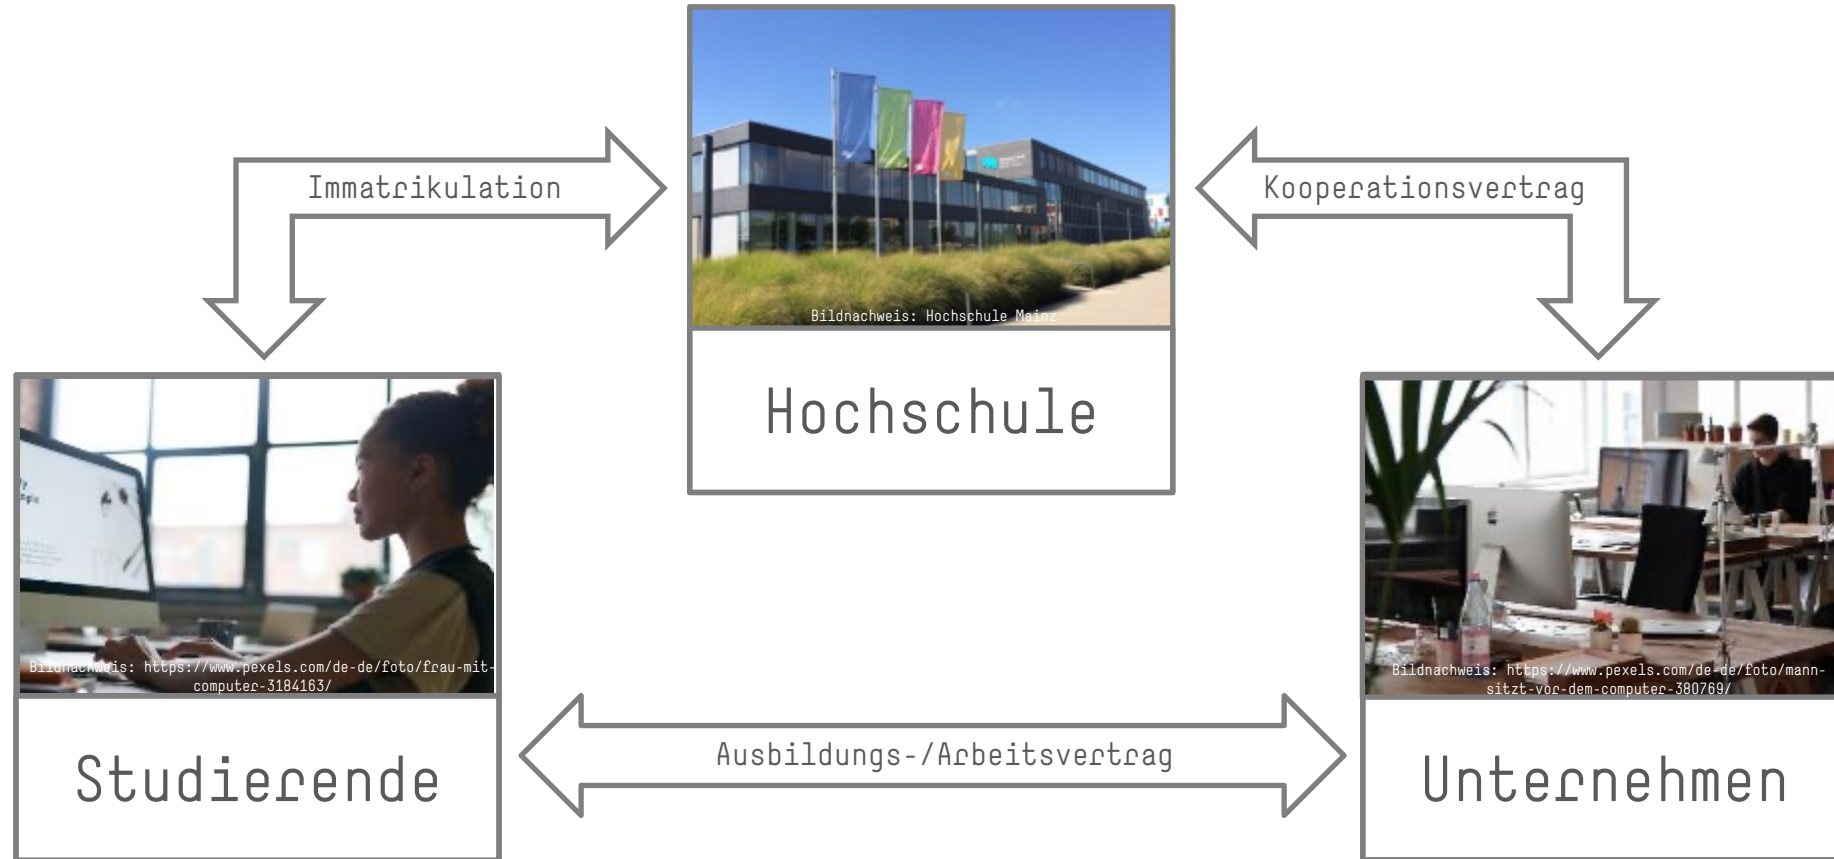 Immatrikulation
Kooperationsvertrag
Bildnachweis: Hochschule Mainz
Hochschule
Bildnachweis: https://www.pexels.com/de-de/foto/frau-mit-
computer-3184163/
Bildnachweis: https://www.pexels.com/de-de/foto/mann-
sitzt-vor-dem-computer-380769/
Studierende
Ausbildungs-/Arbeitsvertrag
Unternehmen